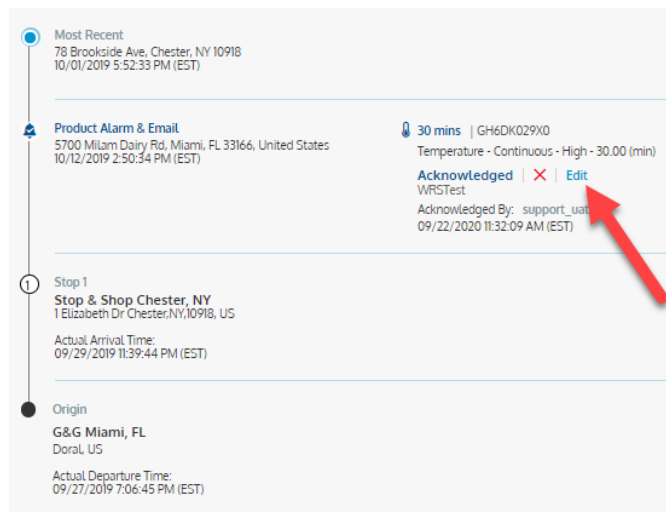 Most Recent
78 Brookside Ave, Chester, NY 10918
10/01/2019 5:52:33 PM (EST)
Product Alarm & Email
5700 Milam Dairy Rd, Miami, FL 33166, United States
10/12/2019 2:50:34 PM (EST)
30 mins | GH6DK029X0
Temperature - Continuous - High - 30.00 (min)
Acknowledged | X | Edit
WRSTest
Acknowledged By: support_uat
09/22/2020 11:32:09 AM (EST)
1
Stop 1
Stop & Shop Chester, NY
1 Elizabeth Dr Chester,NY,10918, US
Actual Arrival Time:
09/29/2019 11:39:44 PM (EST)
Origin
G&G Miami, FL
Doral, US
Actual Departure Time:
09/27/2019 7:06:45 PM (EST)